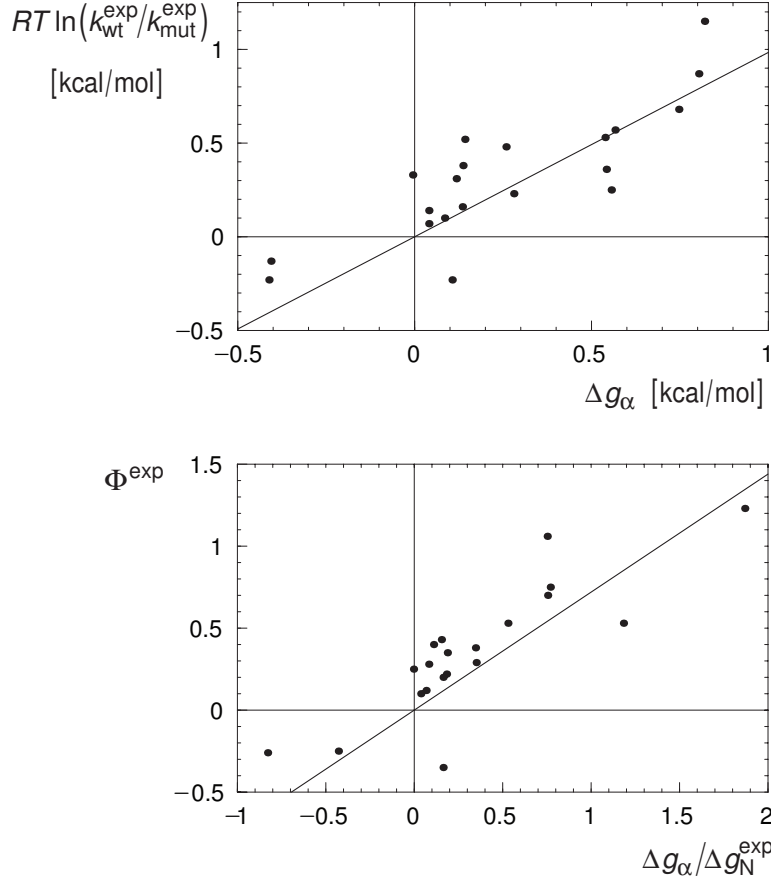 RT ln(k_wt^exp/k_mut^exp)
[kcal/mol]
1
0.5
0
−0.5
−0.5 0 0.5 1
Δg_α [kcal/mol]
Φ^exp
1.5
1
0.5
0
−0.5
−1 −0.5 0 0.5 1 1.5 2
Δg_α/Δg_N^exp